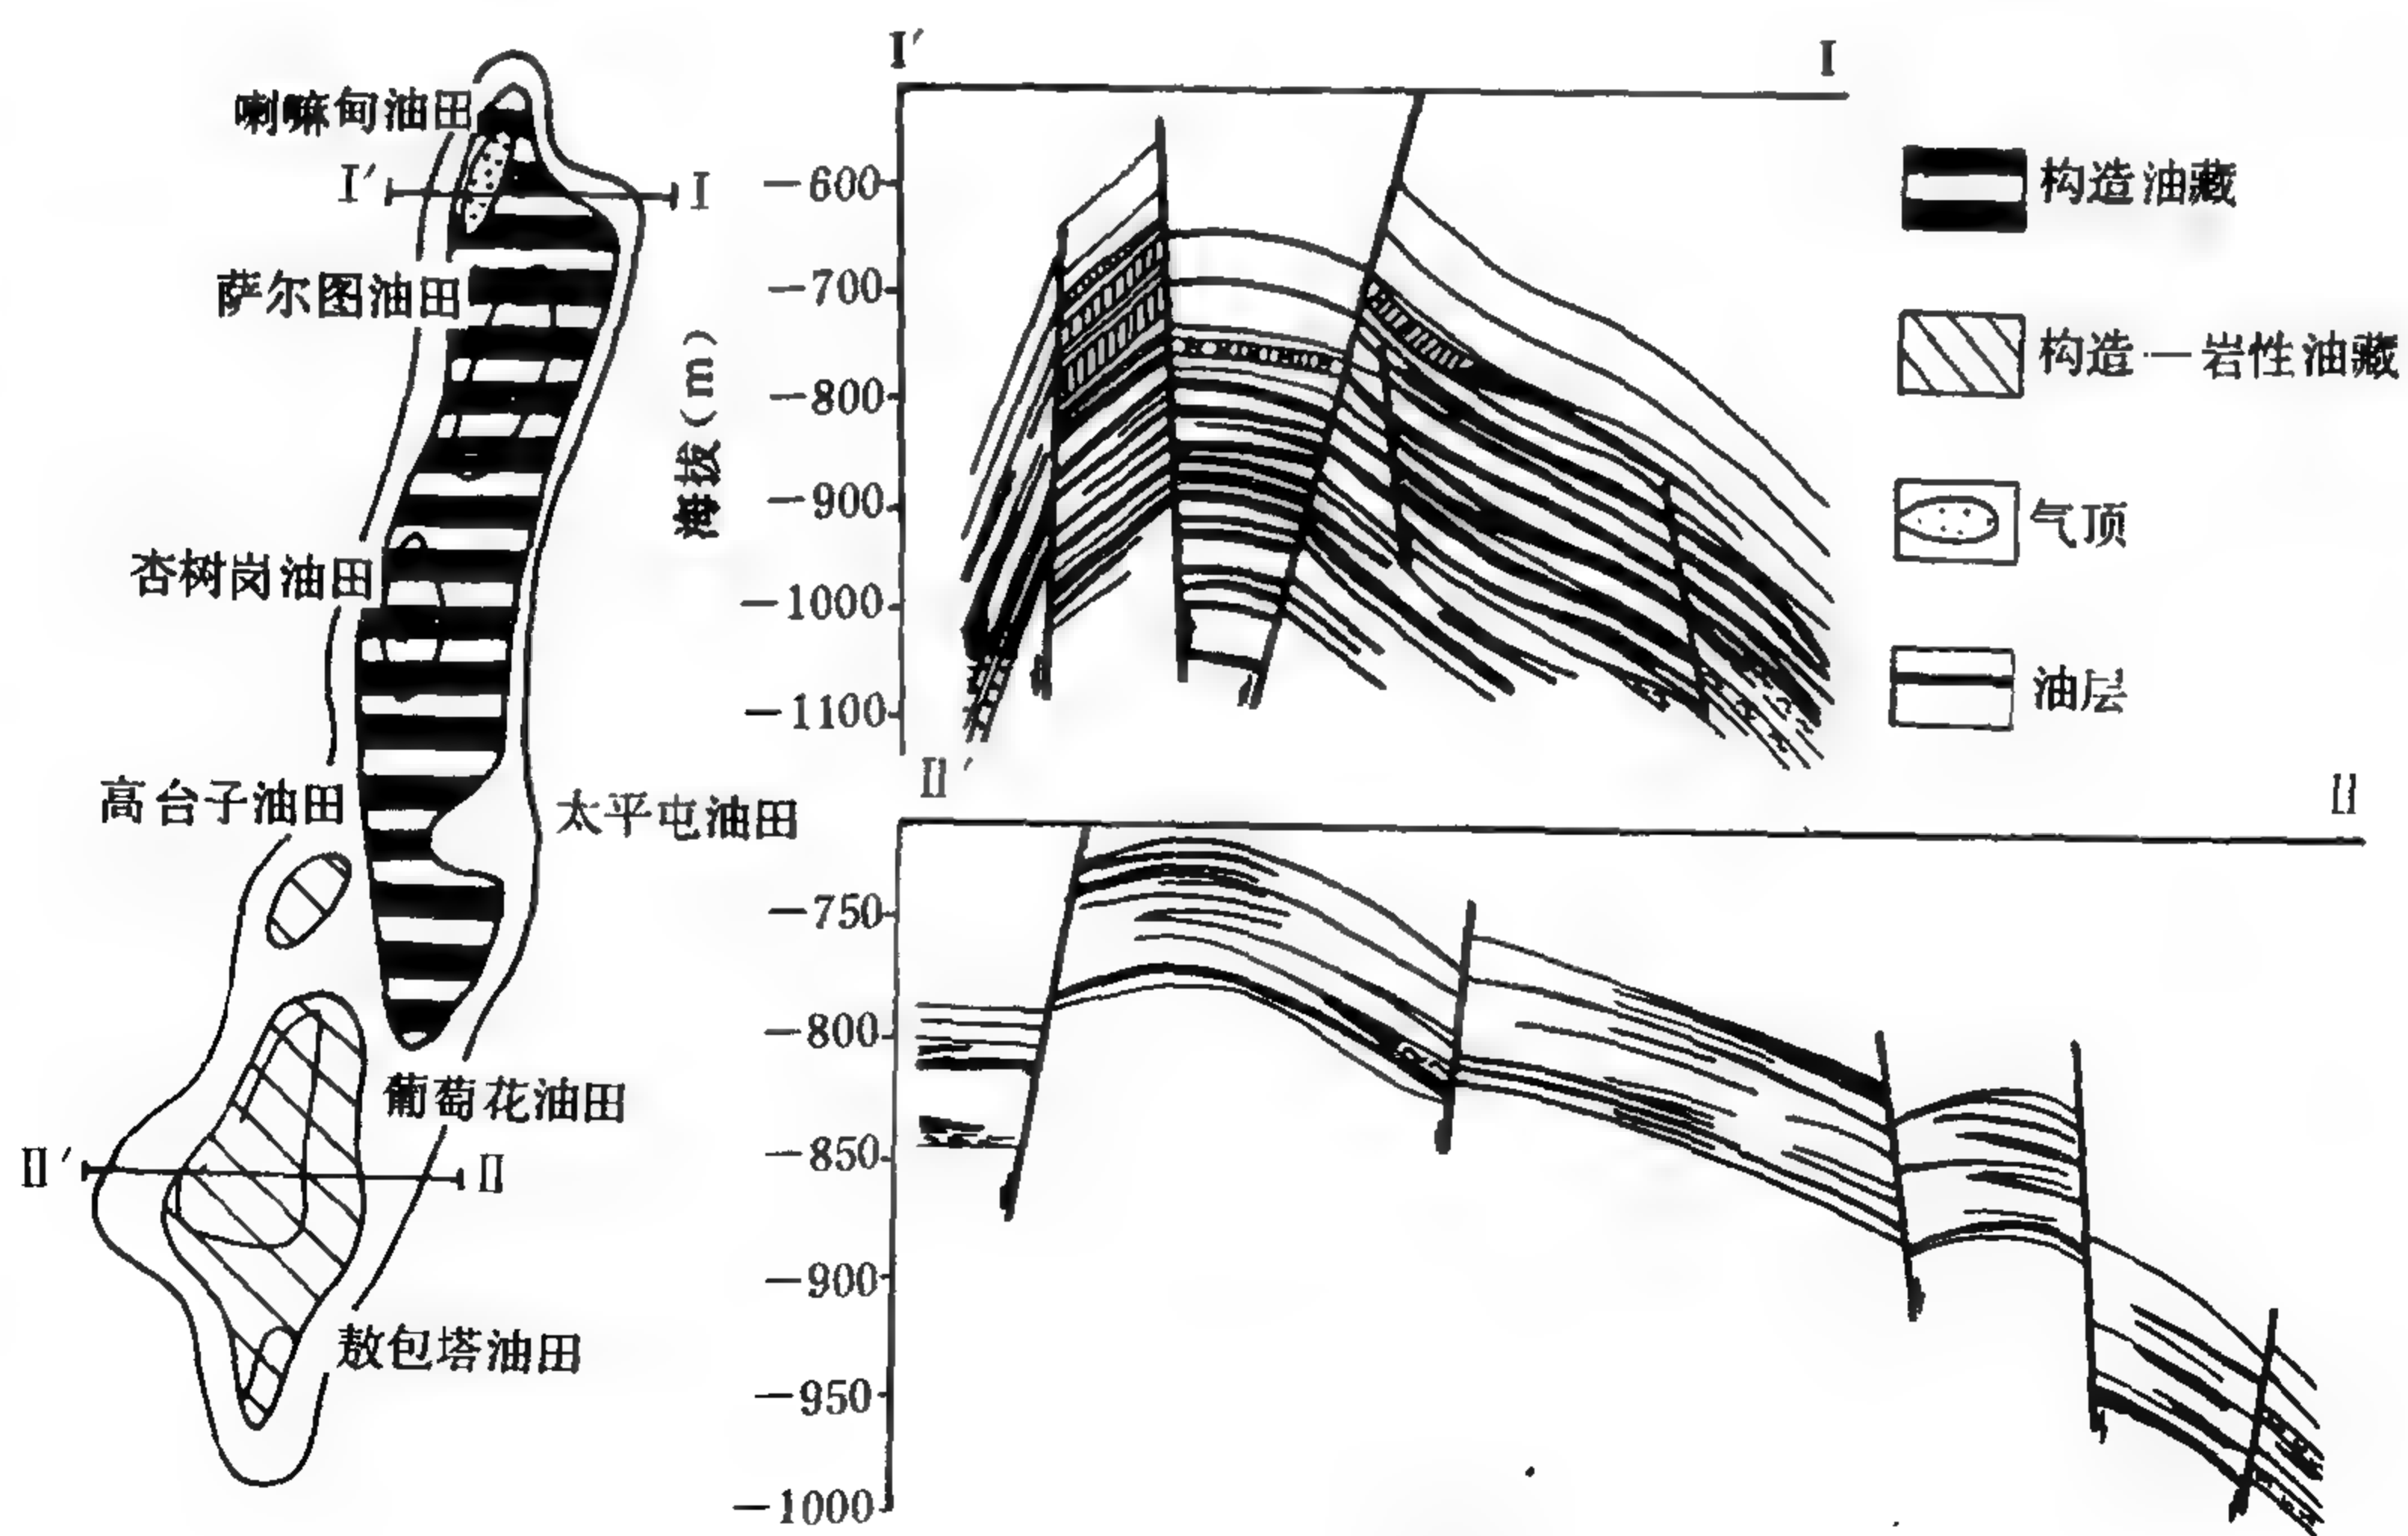 喇嘛甸油田
I′
I
萨尔图油田
杏树岗油田
高台子油田
太平屯油田
葡萄花油田
II′
II
敖包塔油田
I′
I
海拔(m)
—600
—700
—800
—900
—1000
—1100
II′
II
—750
—800
—850
—900
—950
—1000
构造油藏
构造—岩性油藏
气顶
油层